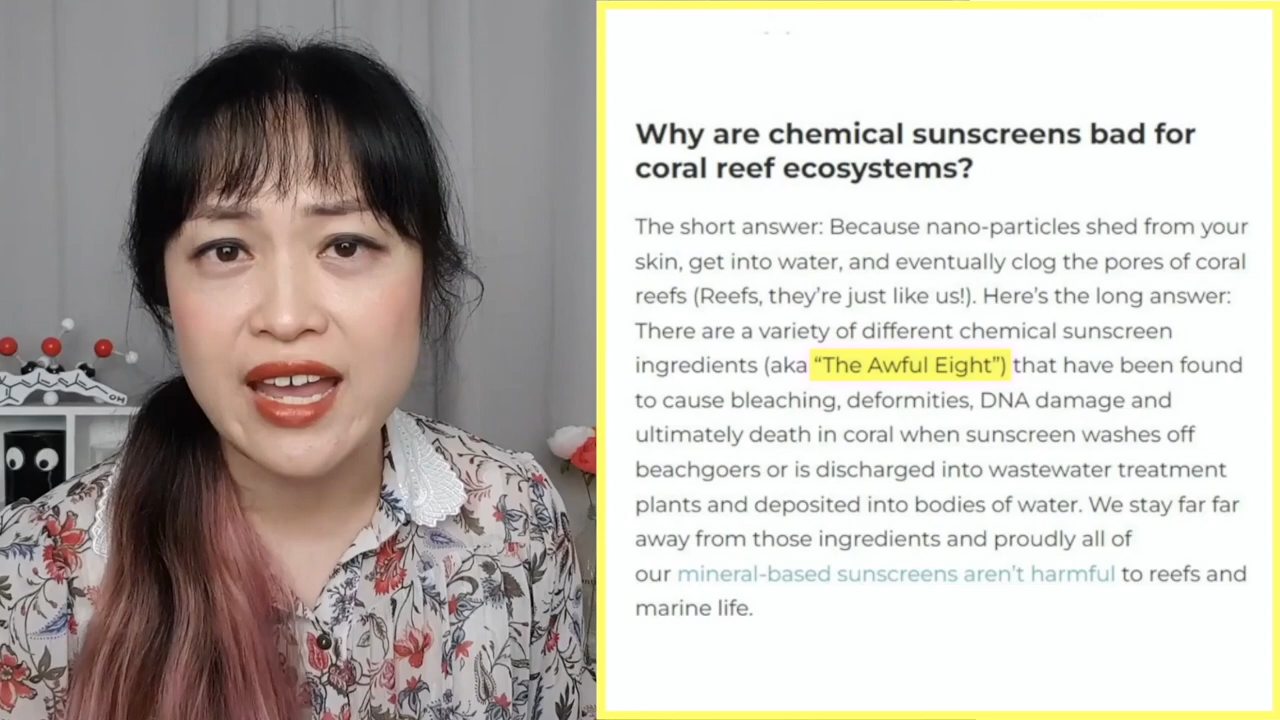 OH
Why are chemical sunscreens bad for
coral reef ecosystems?
The short answer: Because nano-particles shed from your
skin, get into water, and eventually clog the pores of coral
reefs (Reefs, they’re just like us!). Here’s the long answer:
There are a variety of different chemical sunscreen
ingredients (aka “The Awful Eight”) that have been found
to cause bleaching, deformities, DNA damage and
ultimately death in coral when sunscreen washes off
beachgoers or is discharged into wastewater treatment
plants and deposited into bodies of water. We stay far far
away from those ingredients and proudly all of
our mineral-based sunscreens aren’t harmful to reefs and
marine life.